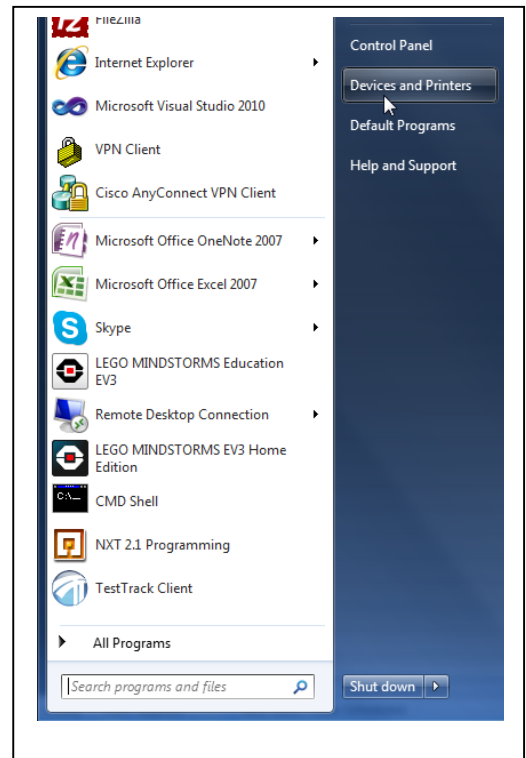 FileZilla
Internet Explorer
Microsoft Visual Studio 2010
VPN Client
Cisco AnyConnect VPN Client
Microsoft Office OneNote 2007
Microsoft Office Excel 2007
Skype
LEGO MINDSTORMS Education
EV3
Remote Desktop Connection
LEGO MINDSTORMS EV3 Home
Edition
C:\_
CMD Shell
NXT 2.1 Programming
TestTrack Client
All Programs
Search programs and files
Control Panel
Devices and Printers
Default Programs
Help and Support
Shut down